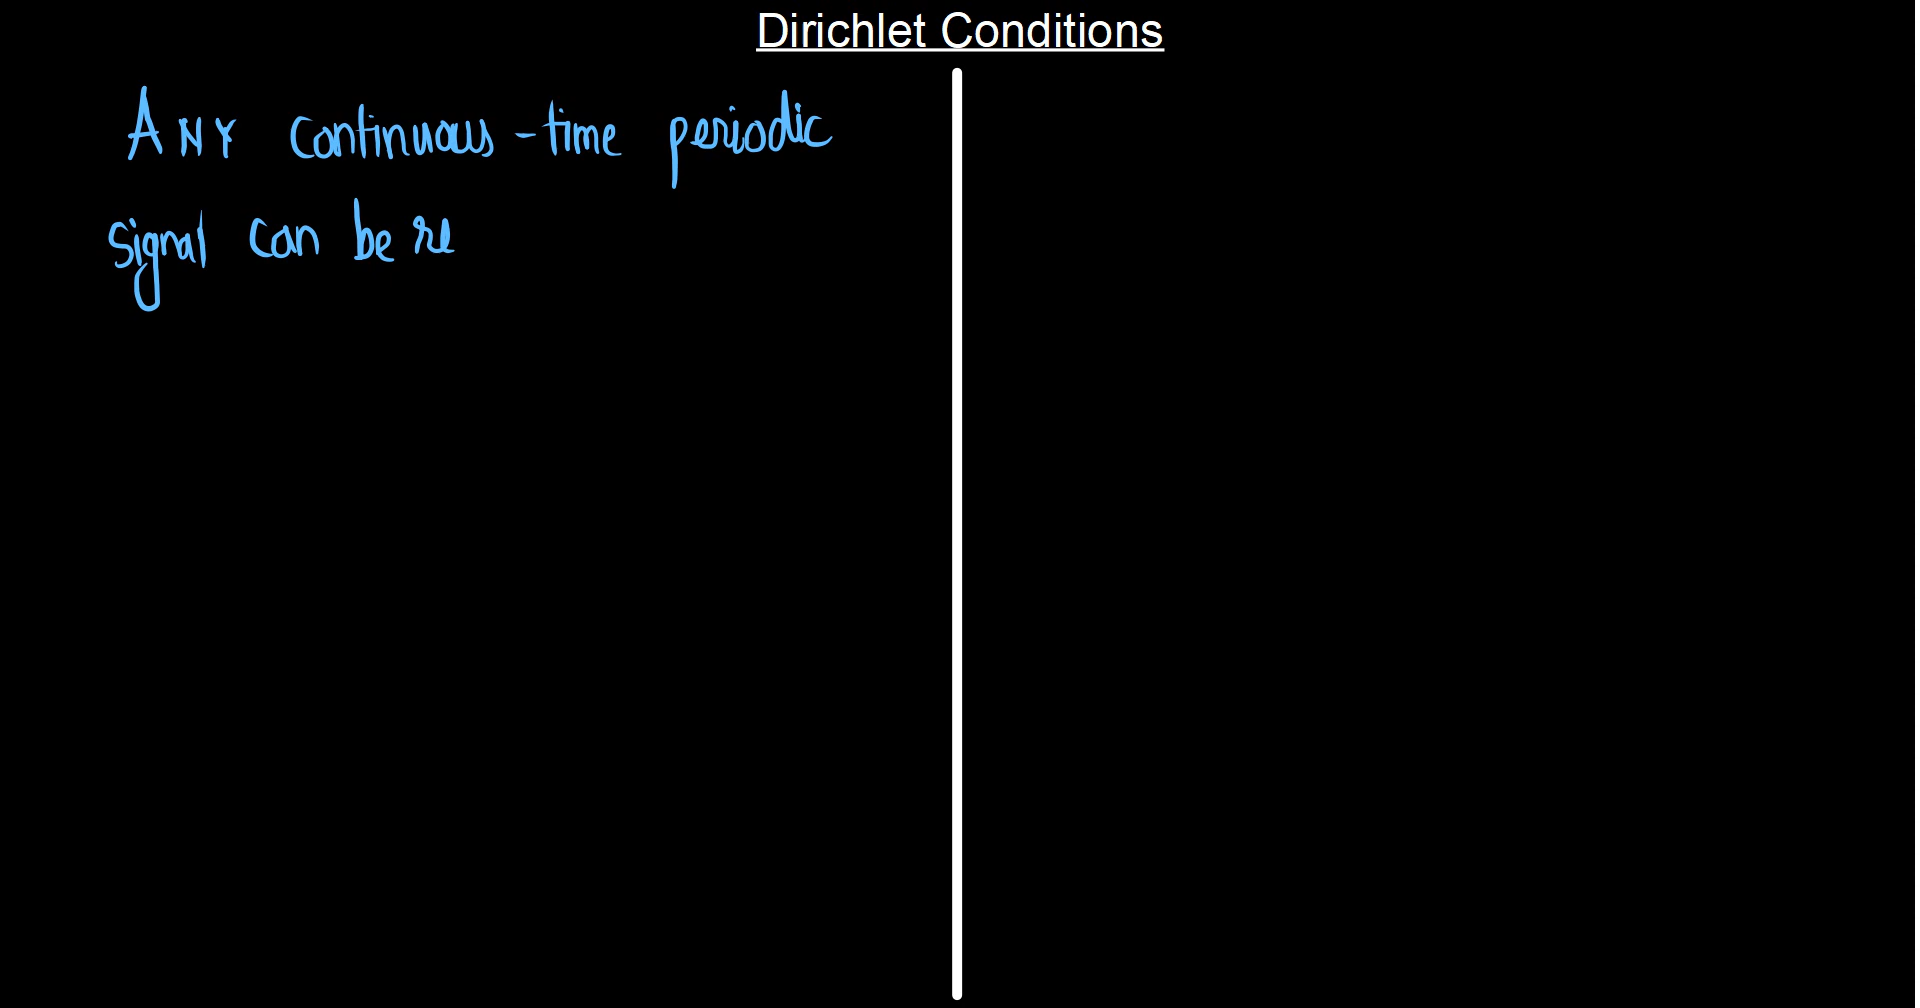 Dirichlet Conditions
Any continuous-time periodic
signal can be re